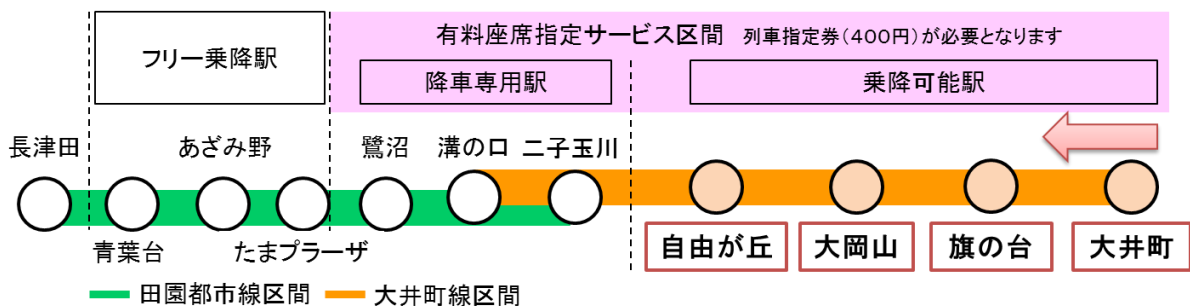 有料座席指定サービス区間 列車指定券(400円)が必要となります
フリー乗降駅
降車専用駅
乗降可能駅
長津田
あざみ野
鷺沼
溝の口
二子玉川
青葉台
たまプラーザ
自由が丘
大岡山
旗の台
大井町
田園都市線区間
大井町線区間